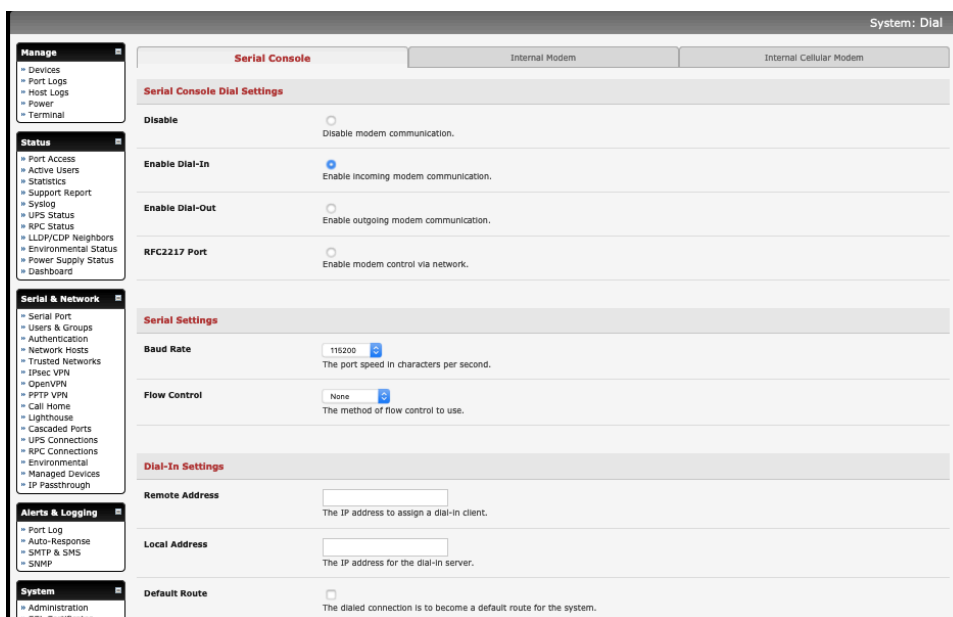 System: Dial
Manage
Devices
Port Logs
Host Logs
Power
Terminal
Status
Port Access
Active Users
Statistics
Support Report
Syslog
UPS Status
RPC Status
LLDP/CDP Neighbors
Environmental Status
Power Supply Status
Dashboard
Serial & Network
Serial Port
Users & Groups
Authentication
Network Hosts
Trusted Networks
IPsec VPN
OpenVPN
PPTP VPN
Call Home
Lighthouse
Cascaded Ports
UPS Connections
RPC Connections
Environmental
Managed Devices
IP Passthrough
Alerts & Logging
Port Log
Auto-Response
SMTP & SMS
SNMP
System
Administration
Serial Console Internal Modem Internal Cellular Modem
Serial Console Dial Settings
Disable
Disable modem communication.
Enable Dial-In
Enable incoming modem communication.
Enable Dial-Out
Enable outgoing modem communication.
RFC2217 Port
Enable modem control via network.
Serial Settings
Baud Rate 115200
The port speed in characters per second.
Flow Control None
The method of flow control to use.
Dial-In Settings
Remote Address
The IP address to assign a dial-in client.
Local Address
The IP address for the dial-in server.
Default Route
The dialed connection is to become a default route for the system.